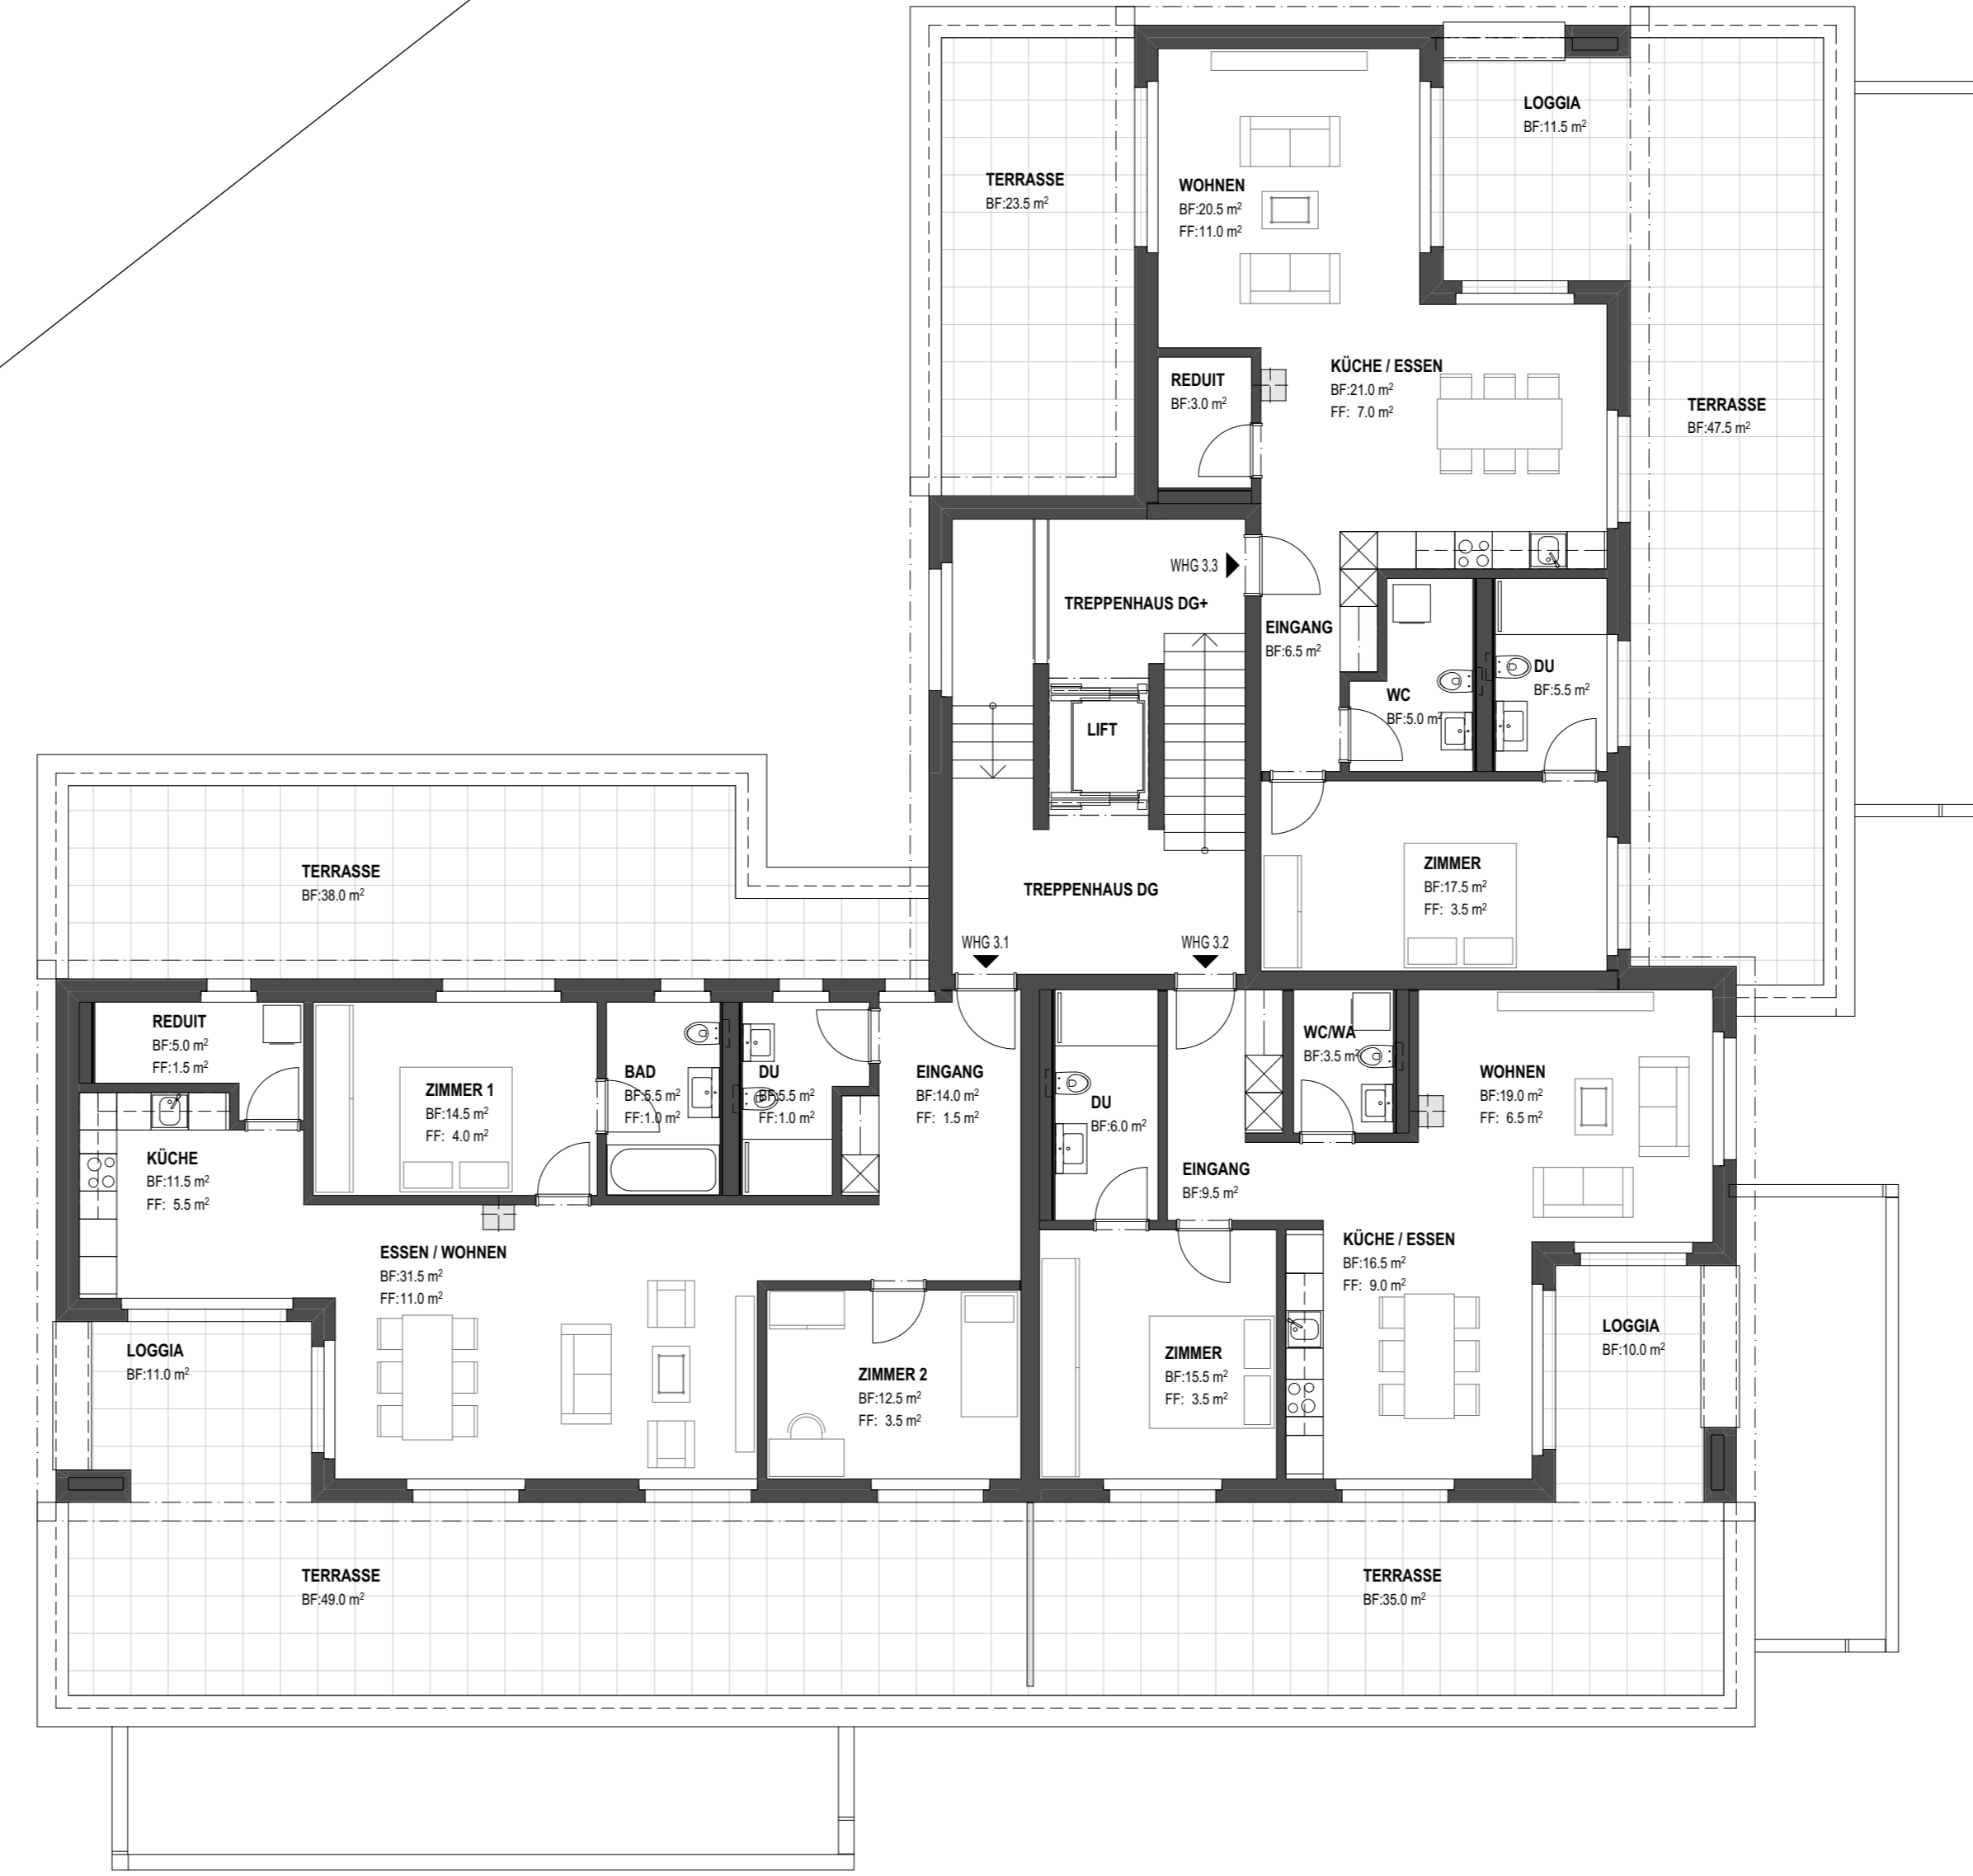 LOGGIA
BF:11.5 m²
TERRASSE
BF:23.5 m²
WOHNEN
BF:20.5 m²
FF:11.0 m²
KÜCHE / ESSEN
BF:21.0 m²
FF: 7.0 m²
REDUIT
BF:3.0 m²
TERRASSE
BF:47.5 m²
WHG 3.3
TREPPENHAUS DG+
EINGANG
BF:6.5 m²
WC
BF:5.0 m²
DU
BF:5.5 m²
LIFT
TREPPENHAUS DG
ZIMMER
BF:17.5 m²
FF: 3.5 m²
TERRASSE
BF:38.0 m²
WHG 3.1
WHG 3.2
REDUIT
BF:5.0 m²
FF:1.5 m²
ZIMMER 1
BF:14.5 m²
FF: 4.0 m²
BAD
BF:5.5 m²
FF:1.0 m²
DU
BF:5.5 m²
FF:1.0 m²
EINGANG
BF:14.0 m²
FF: 1.5 m²
DU
BF:6.0 m²
WC/WA
BF:3.5 m²
WOHNEN
BF:19.0 m²
FF: 6.5 m²
KÜCHE
BF:11.5 m²
FF: 5.5 m²
EINGANG
BF:9.5 m²
ESSEN / WOHNEN
BF:31.5 m²
FF:11.0 m²
KÜCHE / ESSEN
BF:16.5 m²
FF: 9.0 m²
LOGGIA
BF:11.0 m²
ZIMMER 2
BF:12.5 m²
FF: 3.5 m²
ZIMMER
BF:15.5 m²
FF: 3.5 m²
LOGGIA
BF:10.0 m²
TERRASSE
BF:49.0 m²
TERRASSE
BF:35.0 m²